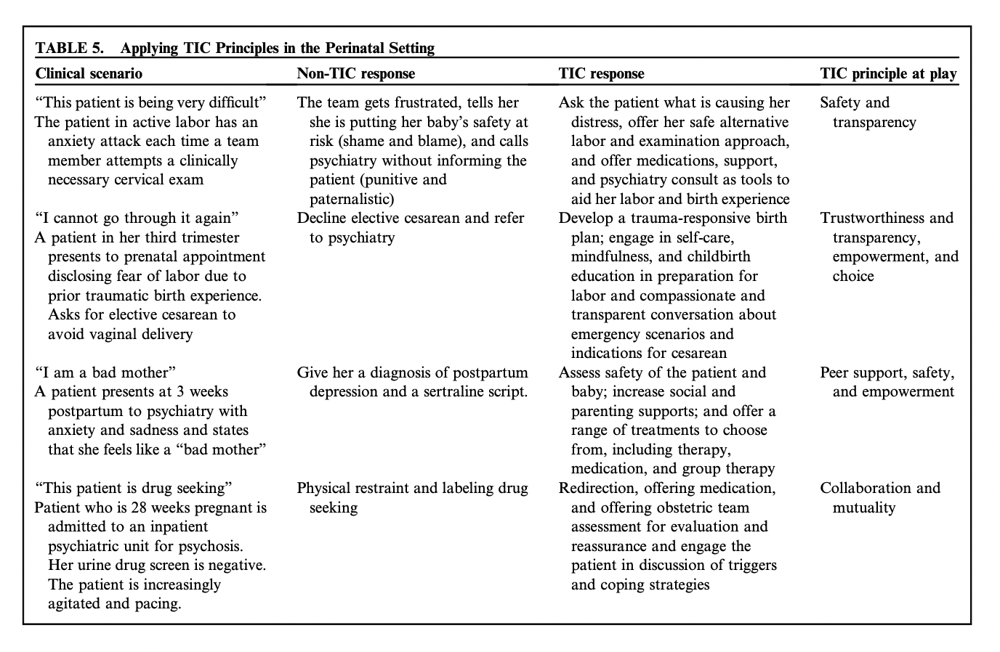 TABLE 5. Applying TIC Principles in the Perinatal Setting
Clinical scenario Non-TIC response TIC response TIC principle at play
“This patient is being very difficult”
The patient in active labor has an
anxiety attack each time a team
member attempts a clinically
necessary cervical exam
The team gets frustrated, tells her
she is putting her baby’s safety at
risk (shame and blame), and calls
psychiatry without informing the
patient (punitive and
paternalistic)
Ask the patient what is causing her
distress, offer her safe alternative
labor and examination approach,
and offer medications, support,
and psychiatry consult as tools to
aid her labor and birth experience
Safety and
transparency
“I cannot go through it again”
A patient in her third trimester
presents to prenatal appointment
disclosing fear of labor due to
prior traumatic birth experience.
Asks for elective cesarean to
avoid vaginal delivery
Decline elective cesarean and refer
to psychiatry
Develop a trauma-responsive birth
plan; engage in self-care,
mindfulness, and childbirth
education in preparation for
labor and compassionate and
transparent conversation about
emergency scenarios and
indications for cesarean
Trustworthiness and
transparency,
empowerment, and
choice
“I am a bad mother”
A patient presents at 3 weeks
postpartum to psychiatry with
anxiety and sadness and states
that she feels like a “bad mother”
Give her a diagnosis of postpartum
depression and a sertraline script.
Assess safety of the patient and
baby; increase social and
parenting supports; and offer a
range of treatments to choose
from, including therapy,
medication, and group therapy
Peer support, safety,
and empowerment
“This patient is drug seeking”
Patient who is 28 weeks pregnant is
admitted to an inpatient
psychiatric unit for psychosis.
Her urine drug screen is negative.
The patient is increasingly
agitated and pacing.
Physical restraint and labeling drug
seeking
Redirection, offering medication,
and offering obstetric team
assessment for evaluation and
reassurance and engage the
patient in discussion of triggers
and coping strategies
Collaboration and
mutuality